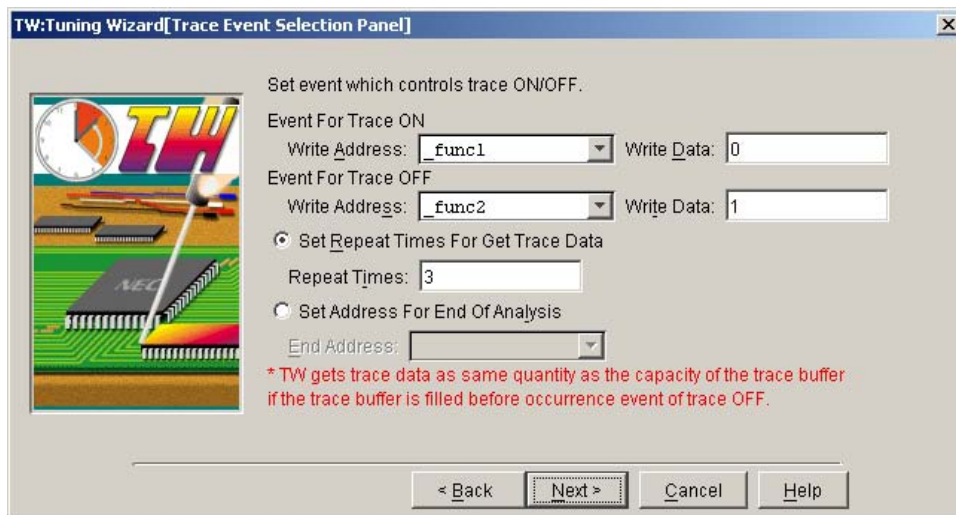 TW:Tuning Wizard[Trace Event Selection Panel]
TW
NEC
Set event which controls trace ON/OFF.
Event For Trace ON
Write Address: _func1 Write Data: 0
Event For Trace OFF
Write Address: _func2 Write Data: 1
Set Repeat Times For Get Trace Data
Repeat Times: 3
Set Address For End Of Analysis
End Address:
* TW gets trace data as same quantity as the capacity of the trace buffer
if the trace buffer is filled before occurrence event of trace OFF.
< Back Next > Cancel Help